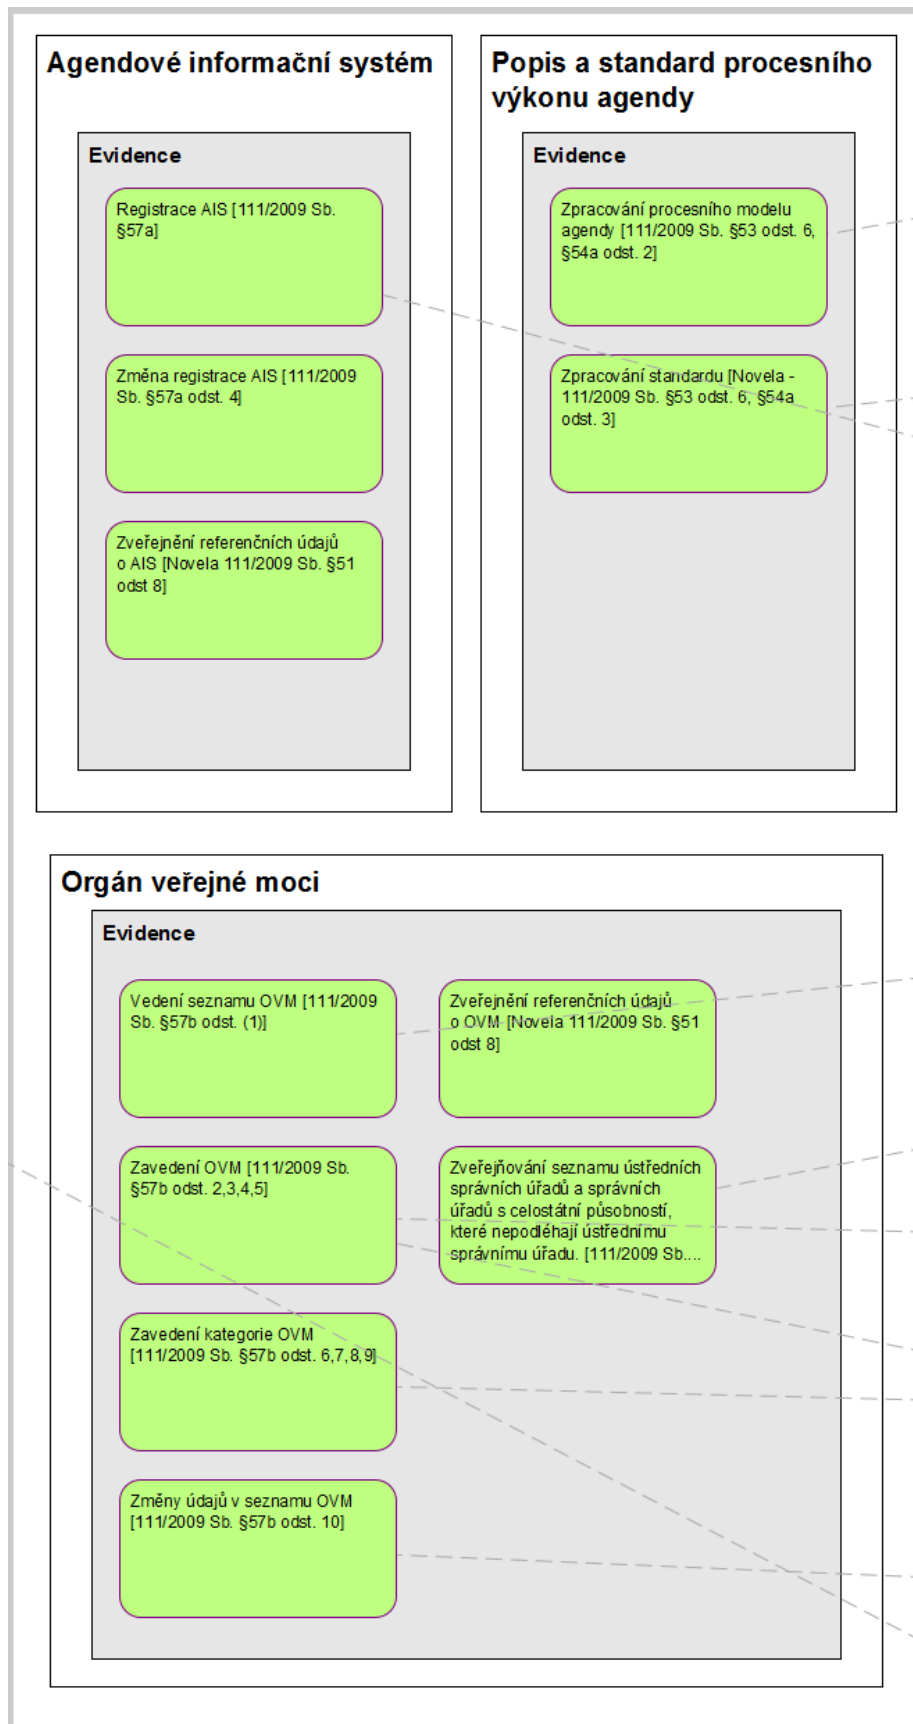 Agendové informační systém
Evidence
Registrace AIS [111/2009 Sb.
§57a]
Změna registrace AIS [111/2009
Sb. §57a odst. 4]
Zveřejnění referenčních údajů
o AIS [Novela 111/2009 Sb. §51
odst 8]
Popis a standard procesního
výkonu agendy
Evidence
Zpracování procesního modelu
agendy [111/2009 Sb. §53 odst. 6,
§54a odst. 2]
Zpracování standardu [Novela -
111/2009 Sb. §53 odst. 6, §54a
odst. 3]
Orgán veřejné moci
Evidence
Vedení seznamu OVM [111/2009
Sb. §57b odst. (1)]
Zveřejnění referenčních údajů
o OVM [Novela 111/2009 Sb. §51
odst 8]
Zavedení OVM [111/2009 Sb.
§57b odst. 2,3,4,5]
Zveřejňování seznamu ústředních
správních úřadů a správních
úřadů s celostátní působností,
které nepodléhají ústřednímu
správnímu úřadu. [111/2009 Sb....
Zavedení kategorie OVM
[111/2009 Sb. §57b odst. 6,7,8,9]
Změny údajů v seznamu OVM
[111/2009 Sb. §57b odst. 10]